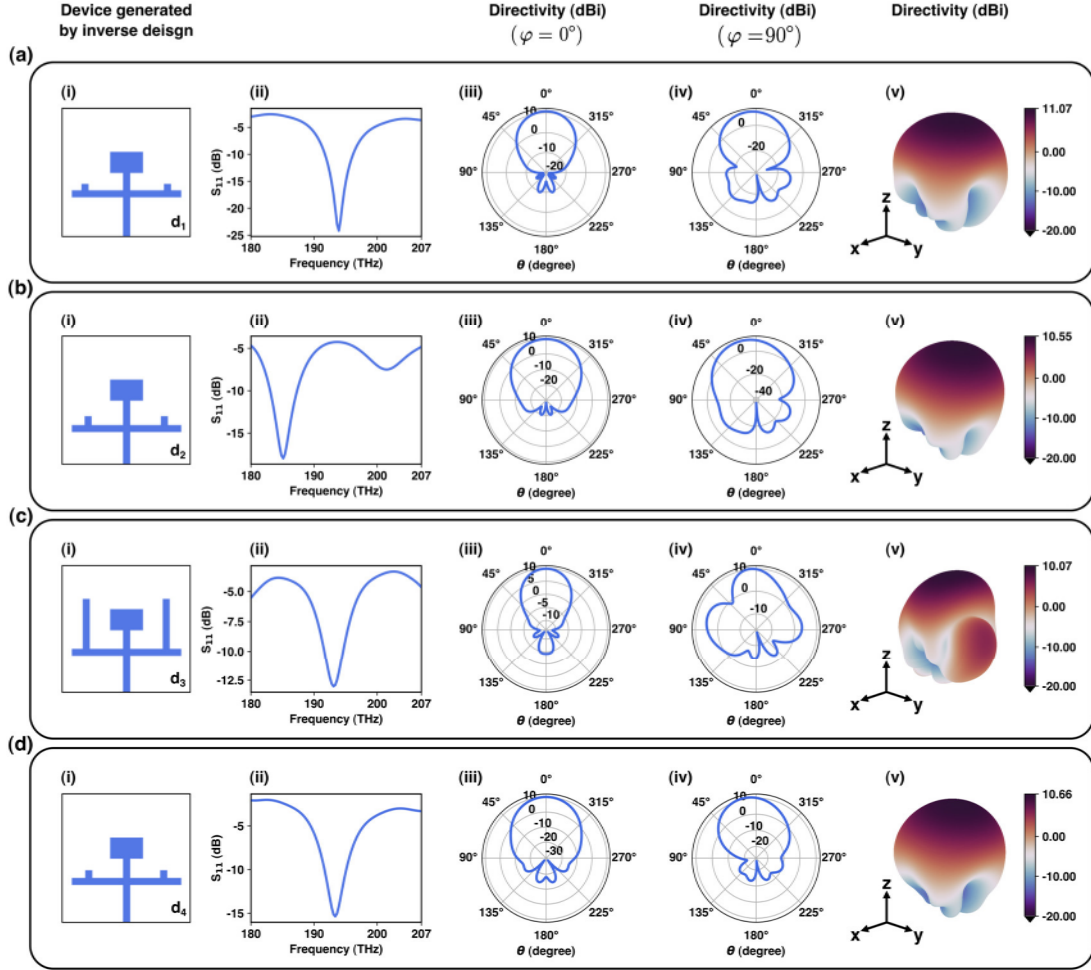 Device generated
by inverse deisgn
Directivity (dBi)
(φ = 0°)
Directivity (dBi)
(φ = 90°)
Directivity (dBi)
(a)
(i)
d1
(ii)
S11 (dB)
-5
-10
-15
-20
-25
180 190 200 207
Frequency (THz)
(iii)
0°
45° 315°
90° 270°
135° 225°
180°
10
0
-10
-20
θ (degree)
(iv)
0°
45° 315°
90° 270°
135° 225°
180°
0
-20
θ (degree)
(v)
z
x y
11.07
0.00
-10.00
-20.00
(b)
(i)
d2
(ii)
S11 (dB)
-5
-10
-15
180 190 200 207
Frequency (THz)
(iii)
0°
45° 315°
90° 270°
135° 225°
180°
10
0
-10
-20
θ (degree)
(iv)
0°
45° 315°
90° 270°
135° 225°
180°
0
-20
-40
θ (degree)
(v)
z
x y
10.55
0.00
-10.00
-20.00
(c)
(i)
d3
(ii)
S11 (dB)
-5.0
-7.5
-10.0
-12.5
180 190 200 207
Frequency (THz)
(iii)
0°
45° 315°
90° 270°
135° 225°
180°
10
5
0
-5
-10
θ (degree)
(iv)
0°
45° 315°
90° 270°
135° 225°
180°
10
0
-10
θ (degree)
(v)
z
x y
10.07
0.00
-10.00
-20.00
(d)
(i)
d4
(ii)
S11 (dB)
-5
-10
-15
180 190 200 207
Frequency (THz)
(iii)
0°
45° 315°
90° 270°
135° 225°
180°
10
0
-10
-20
-30
θ (degree)
(iv)
0°
45° 315°
90° 270°
135° 225°
180°
10
0
-10
-20
θ (degree)
(v)
z
x y
10.66
0.00
-10.00
-20.00